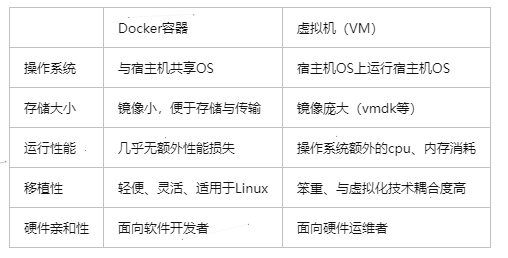 Docker容器 虚拟机（VM）
操作系统 与宿主机共享OS 宿主机OS上运行宿主机OS
存储大小 镜像小，便于存储与传输 镜像庞大（vmdk等）
运行性能 几乎无额外性能损失 操作系统额外的cpu、内存消耗
移植性 轻便、灵活、适用于Linux 笨重、与虚拟化技术耦合度高
硬件亲和性 面向软件开发者 面向硬件运维者